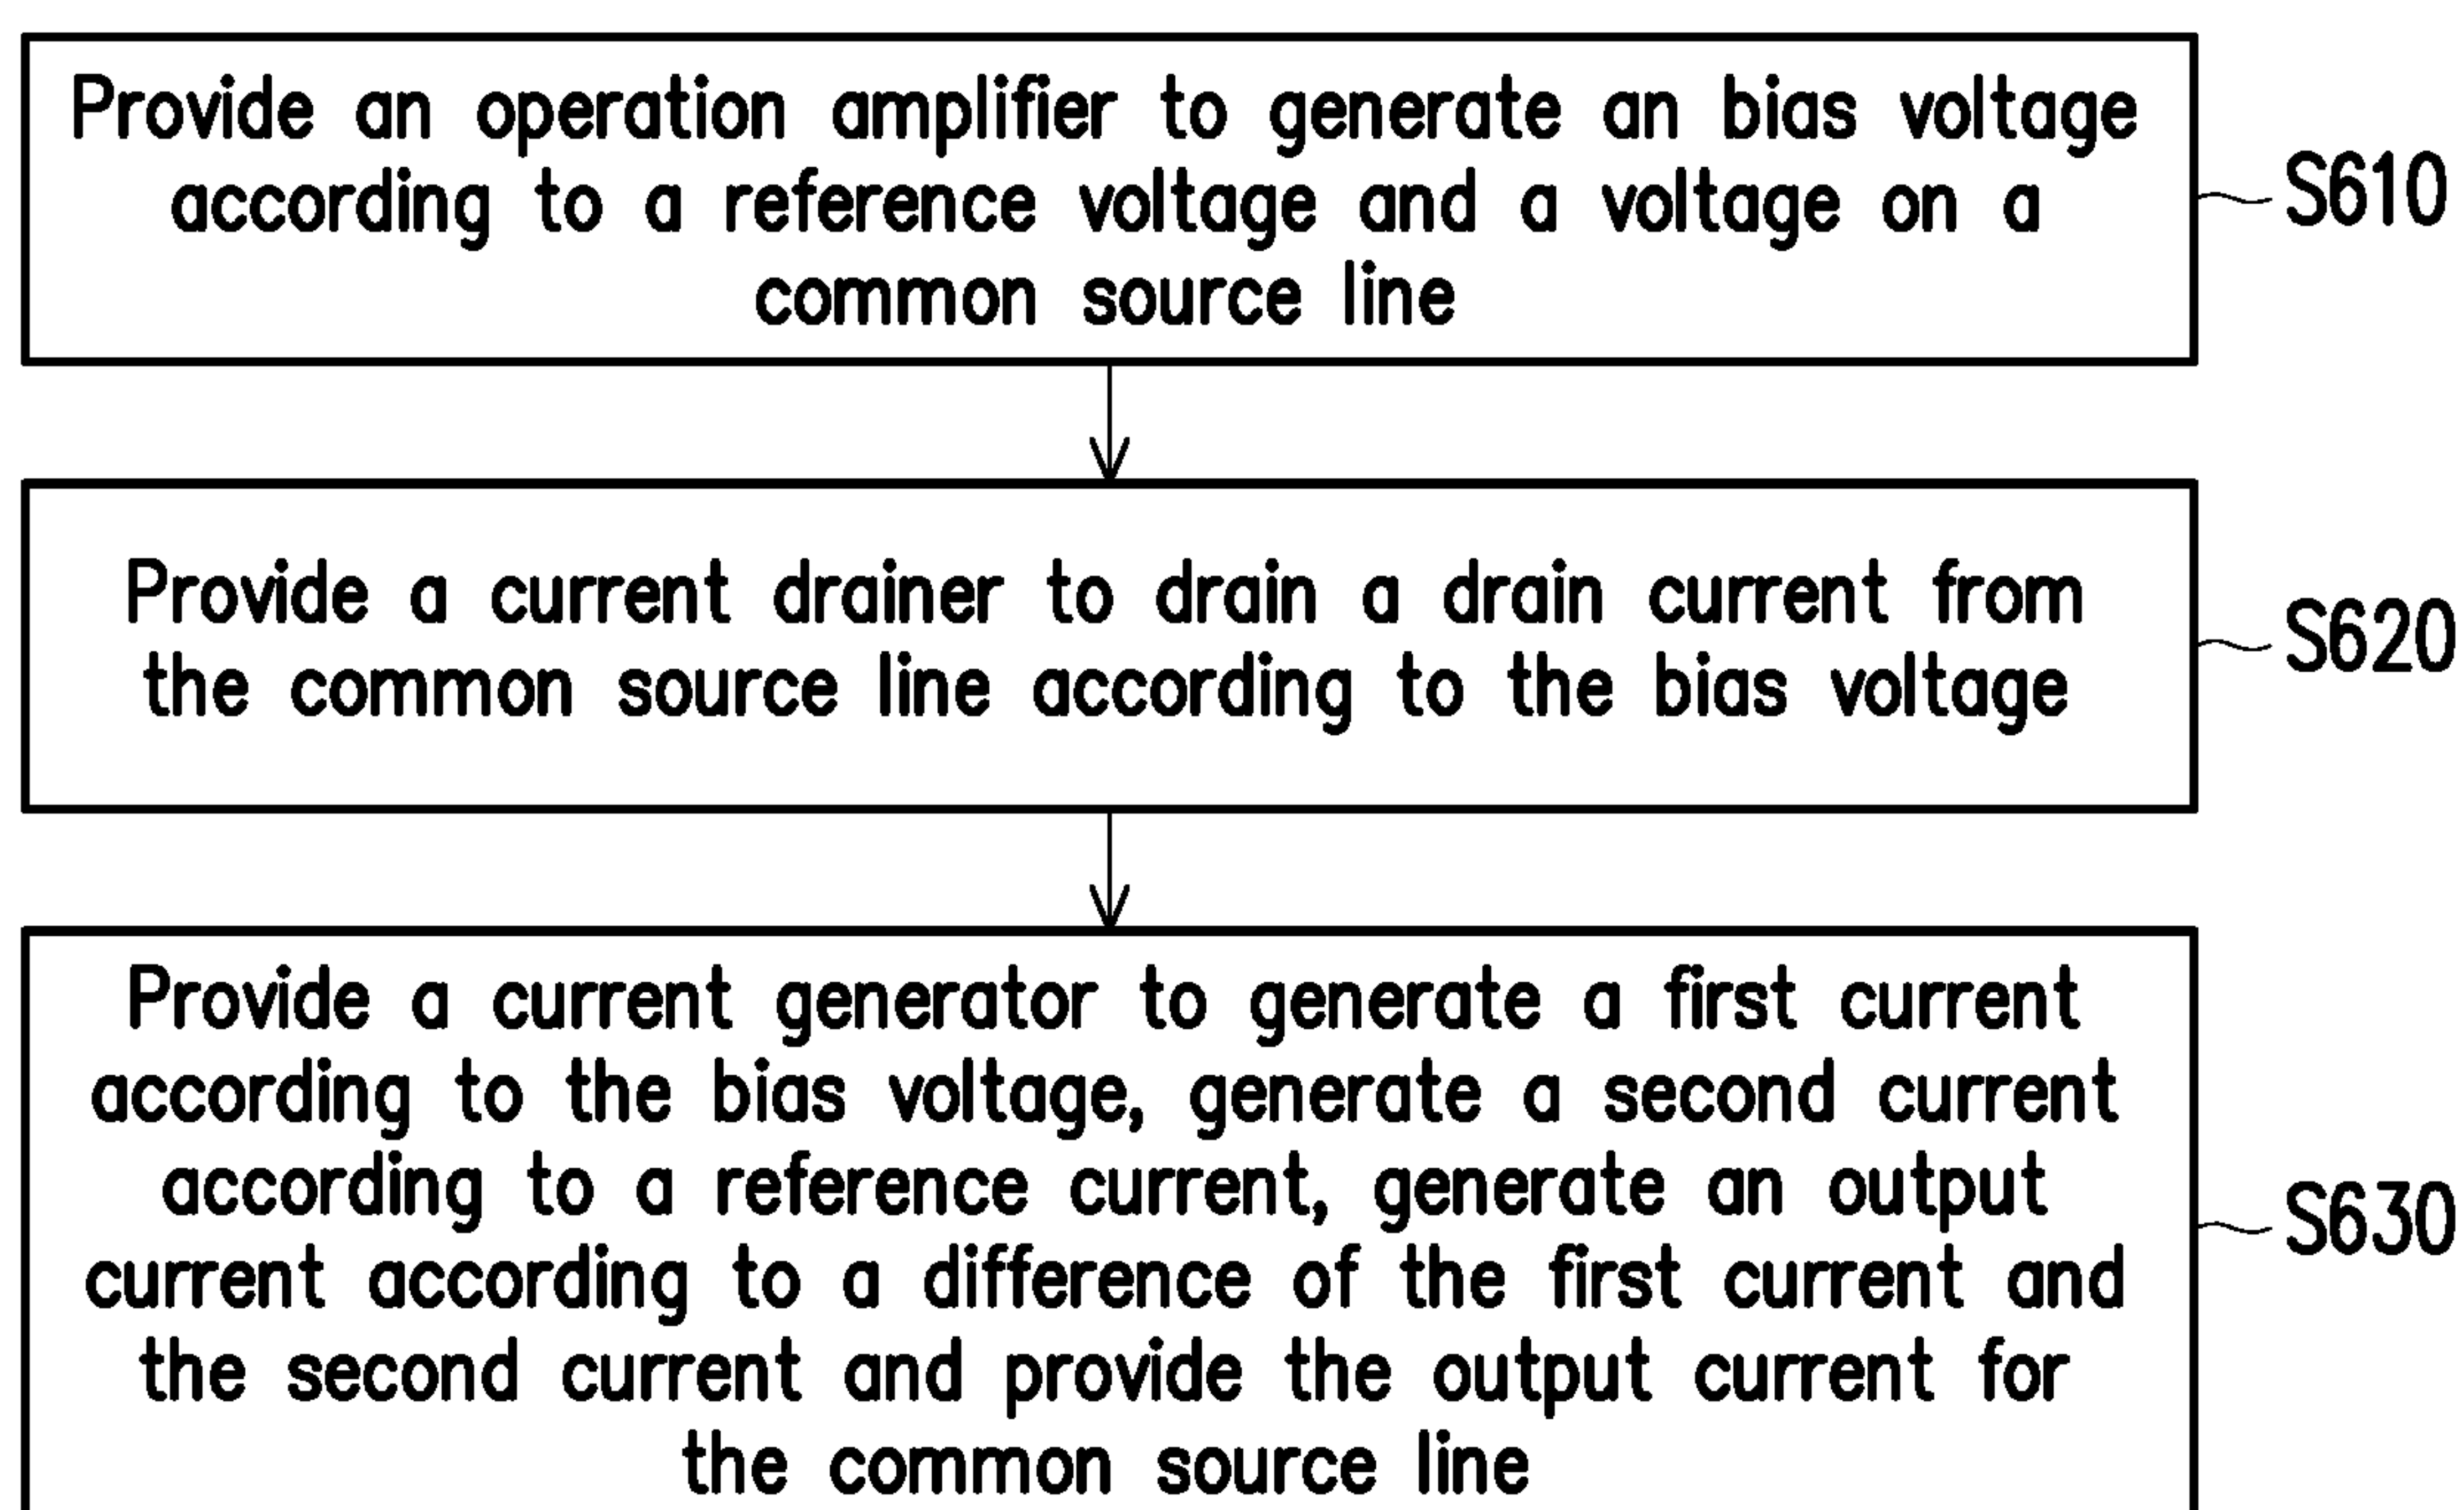 Provide an operation amplifier to generate an bias voltage
according to a reference voltage and a voltage on a
common source line
S610
Provide a current drainer to drain a drain current from
the common source line according to the bias voltage
S620
Provide a current generator to generate a first current
according to the bias voltage, generate a second current
according to a reference current, generate an output
current according to a difference of the first current and
the second current and provide the output current for
the common source line
S630